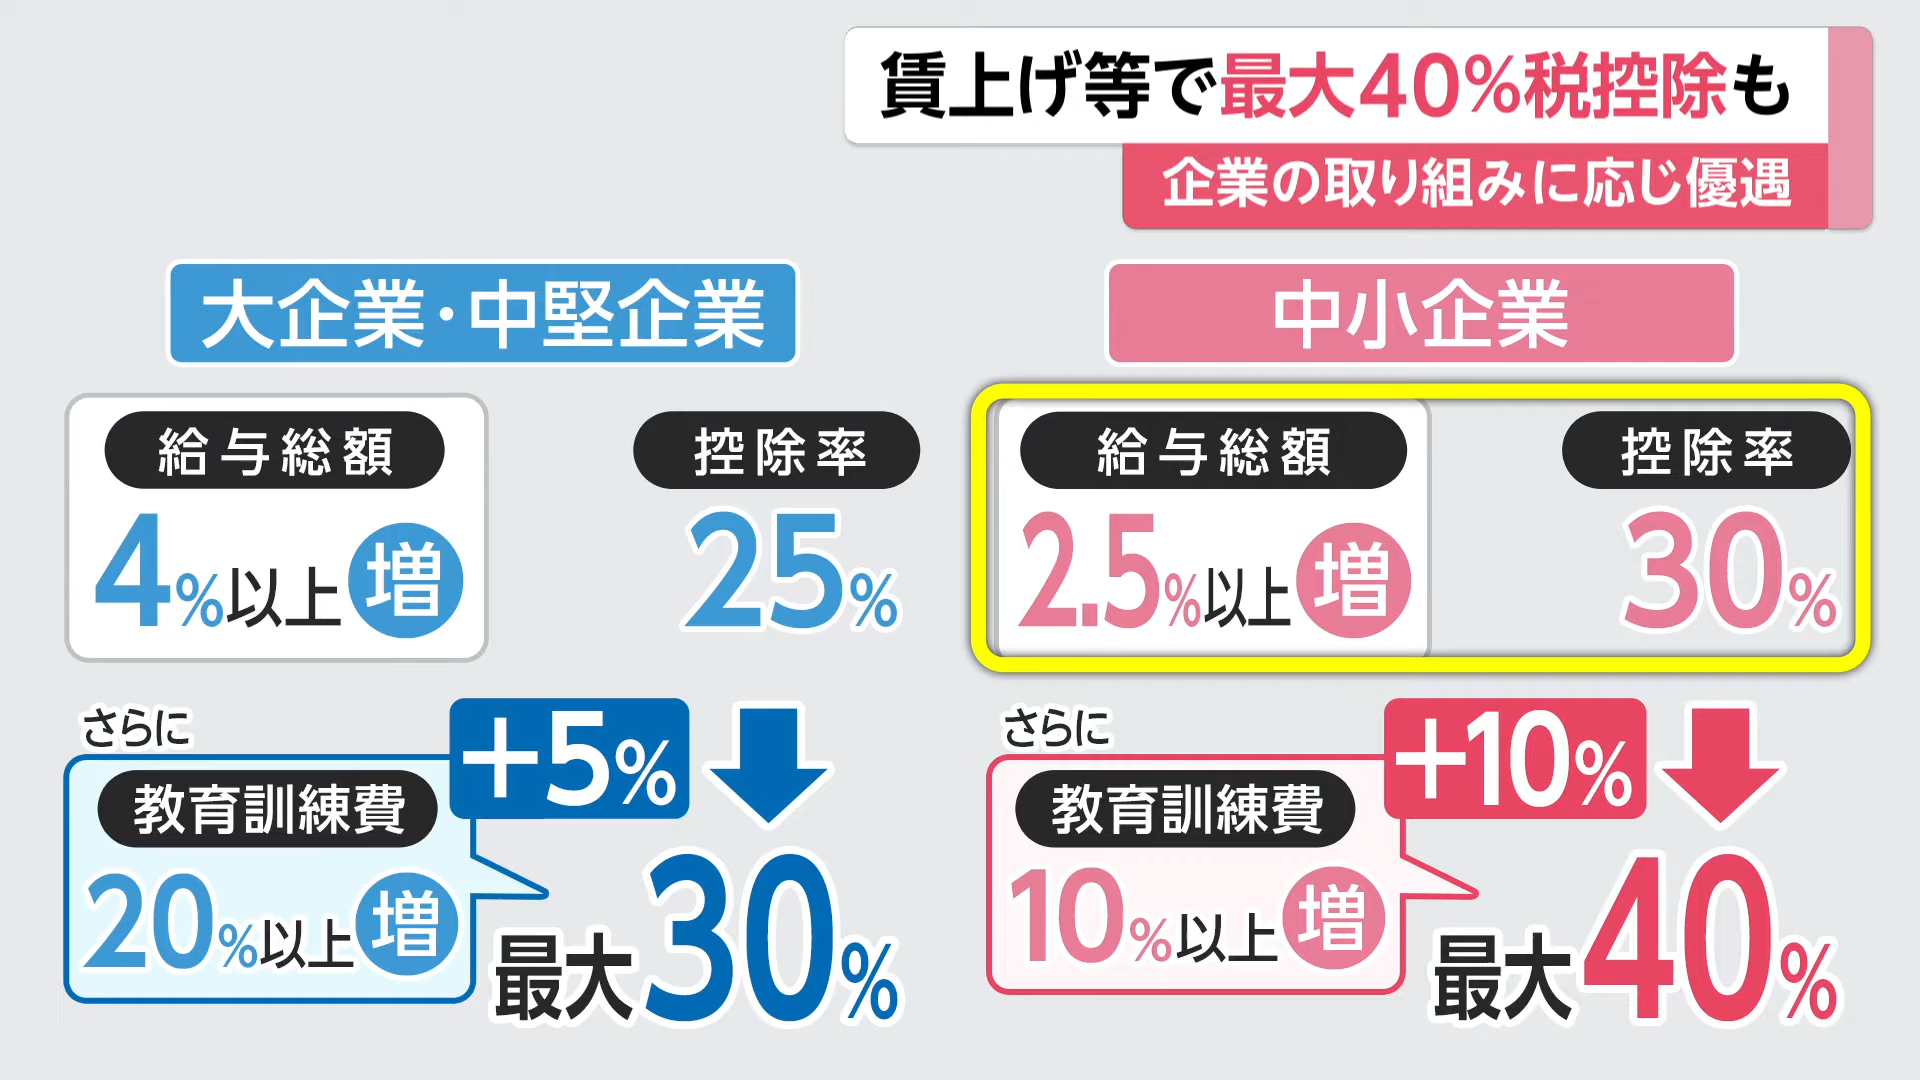 賃上げ等で最大40%税控除も
企業の取り組みに応じ優遇
大企業・中堅企業
給与総額
4%以上増
控除率
25%
さらに
教育訓練費
20%以上増
+5%
最大30%
中小企業
給与総額
2.5%以上増
控除率
30%
さらに
教育訓練費
10%以上増
+10%
最大40%